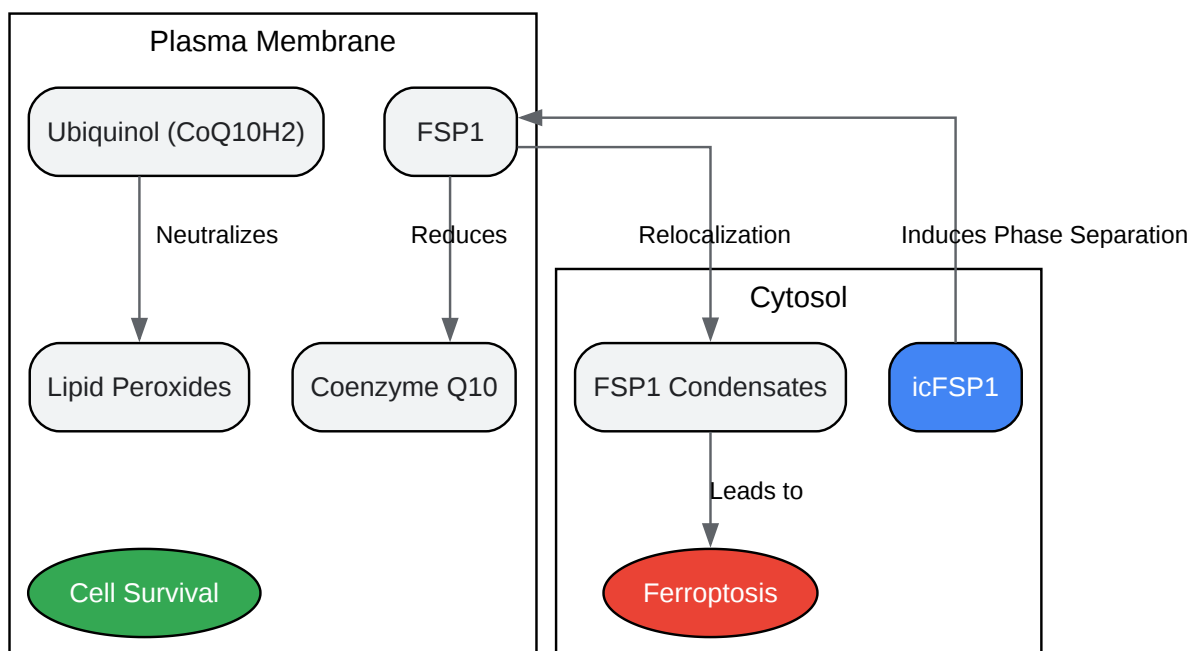 Plasma Membrane
Ubiquinol (CoQ10H2)
FSP1
Neutralizes
Reduces
Relocalization
Induces Phase Separation
Cytosol
Lipid Peroxides
Coenzyme Q10
FSP1 Condensates
icFSP1
Leads to
Cell Survival
Ferroptosis